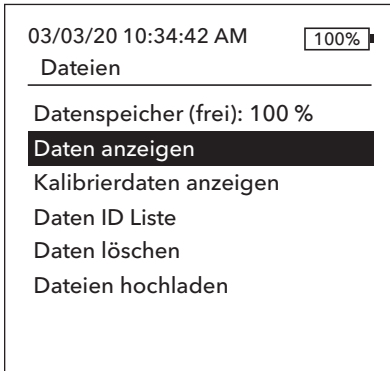 03/03/20 10:34:42 AM 100%
Dateien
Datenspeicher (frei): 100 %
Daten anzeigen
Kalibrierdaten anzeigen
Daten ID Liste
Daten löschen
Dateien hochladen